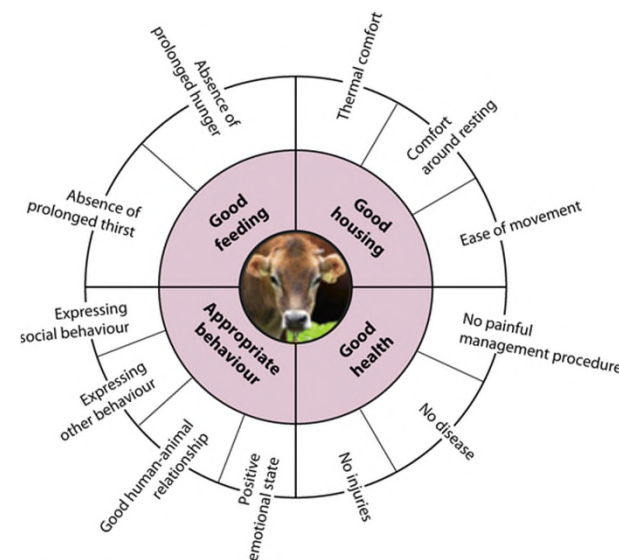 Absence of
prolonged hunger
Thermal comfort
Comfort
around resting
Absence of
prolonged thirst
Good
feeding
Good
housing
Ease of movement
Expressing
social behaviour
Appropriate
behaviour
Good
health
No painful
management procedure
Expressing
other behaviour
No disease
Good human-animal
relationship
Positive
emotional state
No injuries